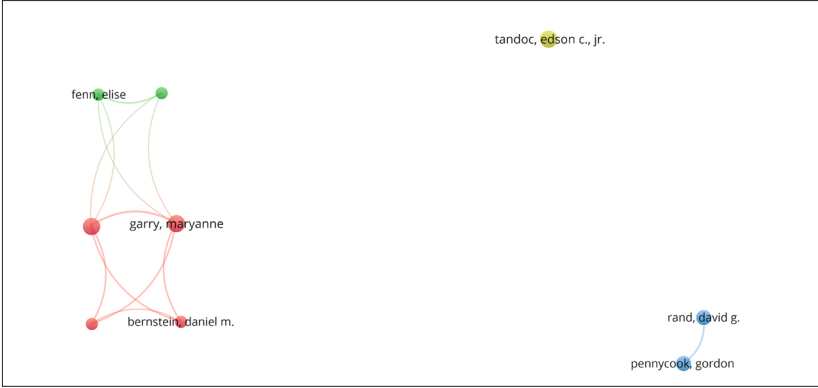 tandoc, edson c., jr.
fenn, elise
garry, maryanne
rand, david g.
bernstein, daniel m.
pennycook, gordon